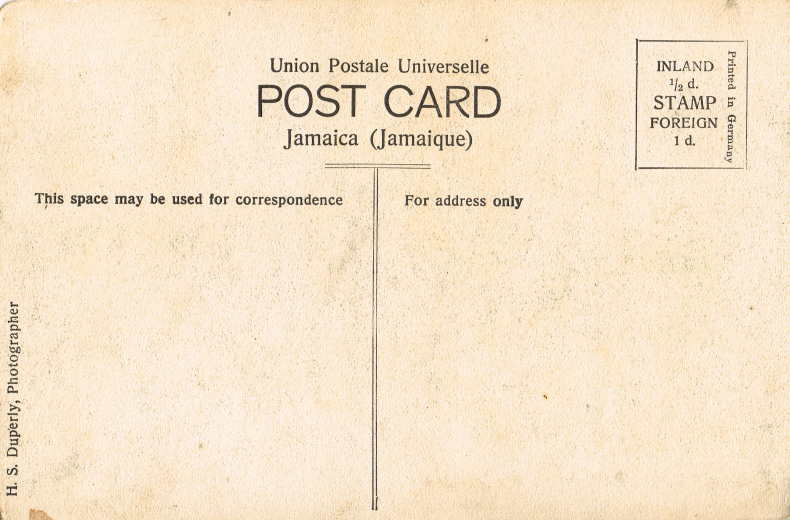 Union Postale Universelle
POST CARD
Jamaica (Jamaique)
INLAND
½ d.
STAMP
FOREIGN
1 d.
Printed in Germany
This space may be used for correspondence
For address only
H. S. Duperly, Photographer